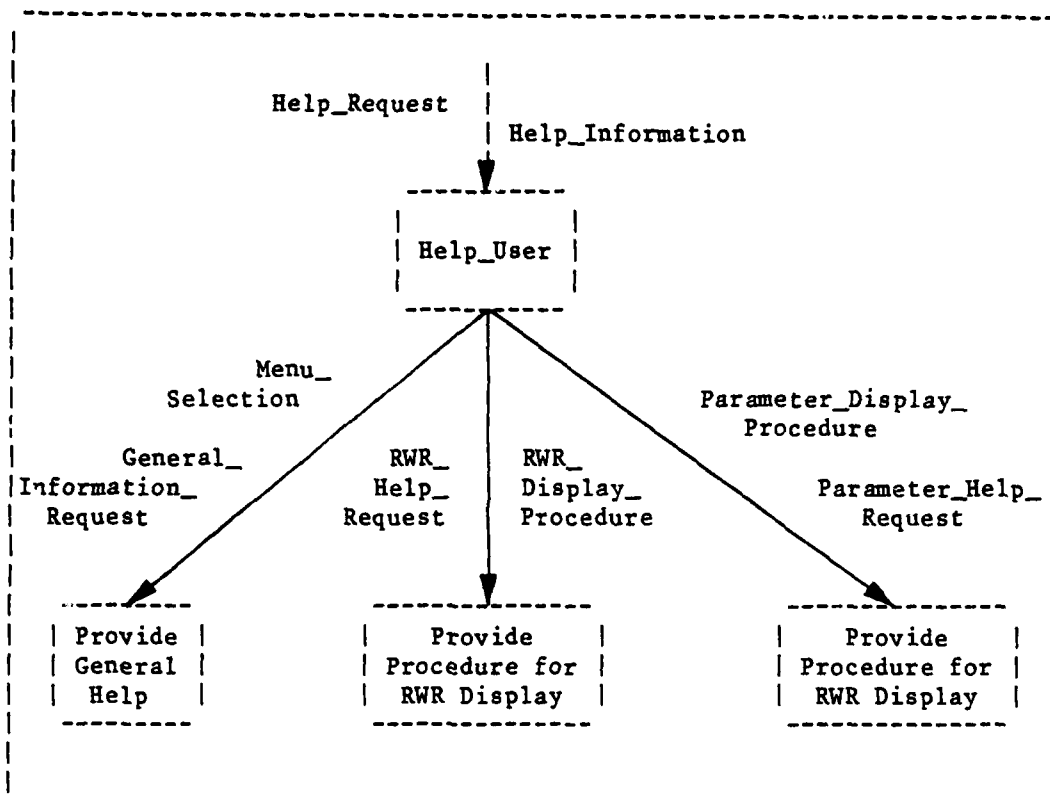 Help_Request
Help_Information
Help_User
Menu_
Selection
General_
Information_
Request
RWR_
Help_
Request
RWR_
Display_
Procedure
Parameter_Display_
Procedure
Parameter_Help_
Request
Provide
General
Help
Provide
Procedure for
RWR Display
Provide
Procedure for
RWR Display